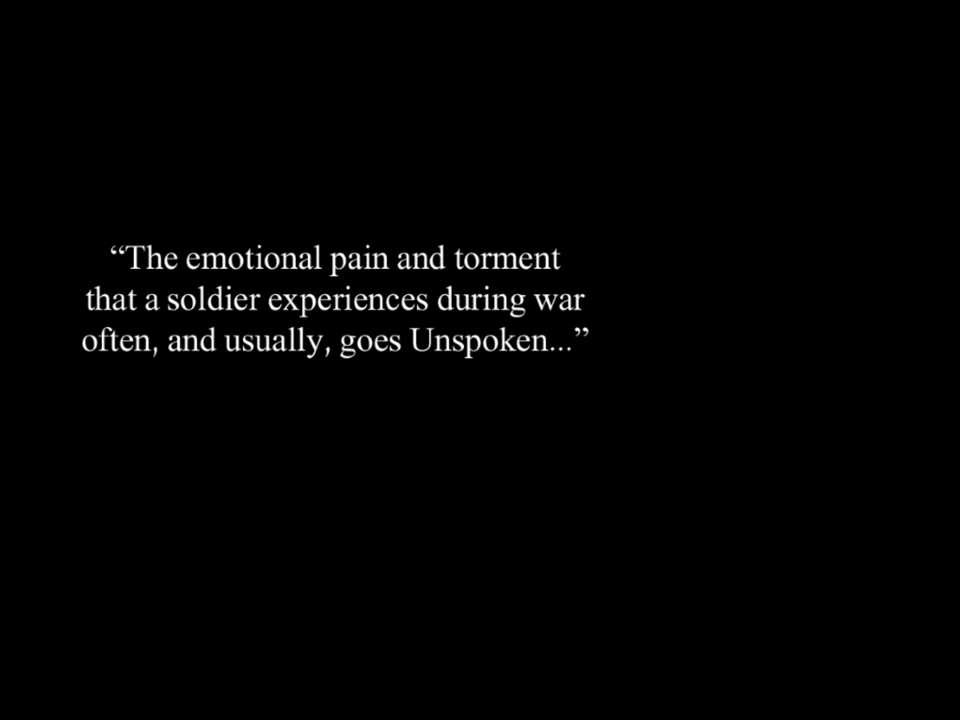 “The emotional pain and torment
that a soldier experiences during war
often, and usually, goes Unspoken...”